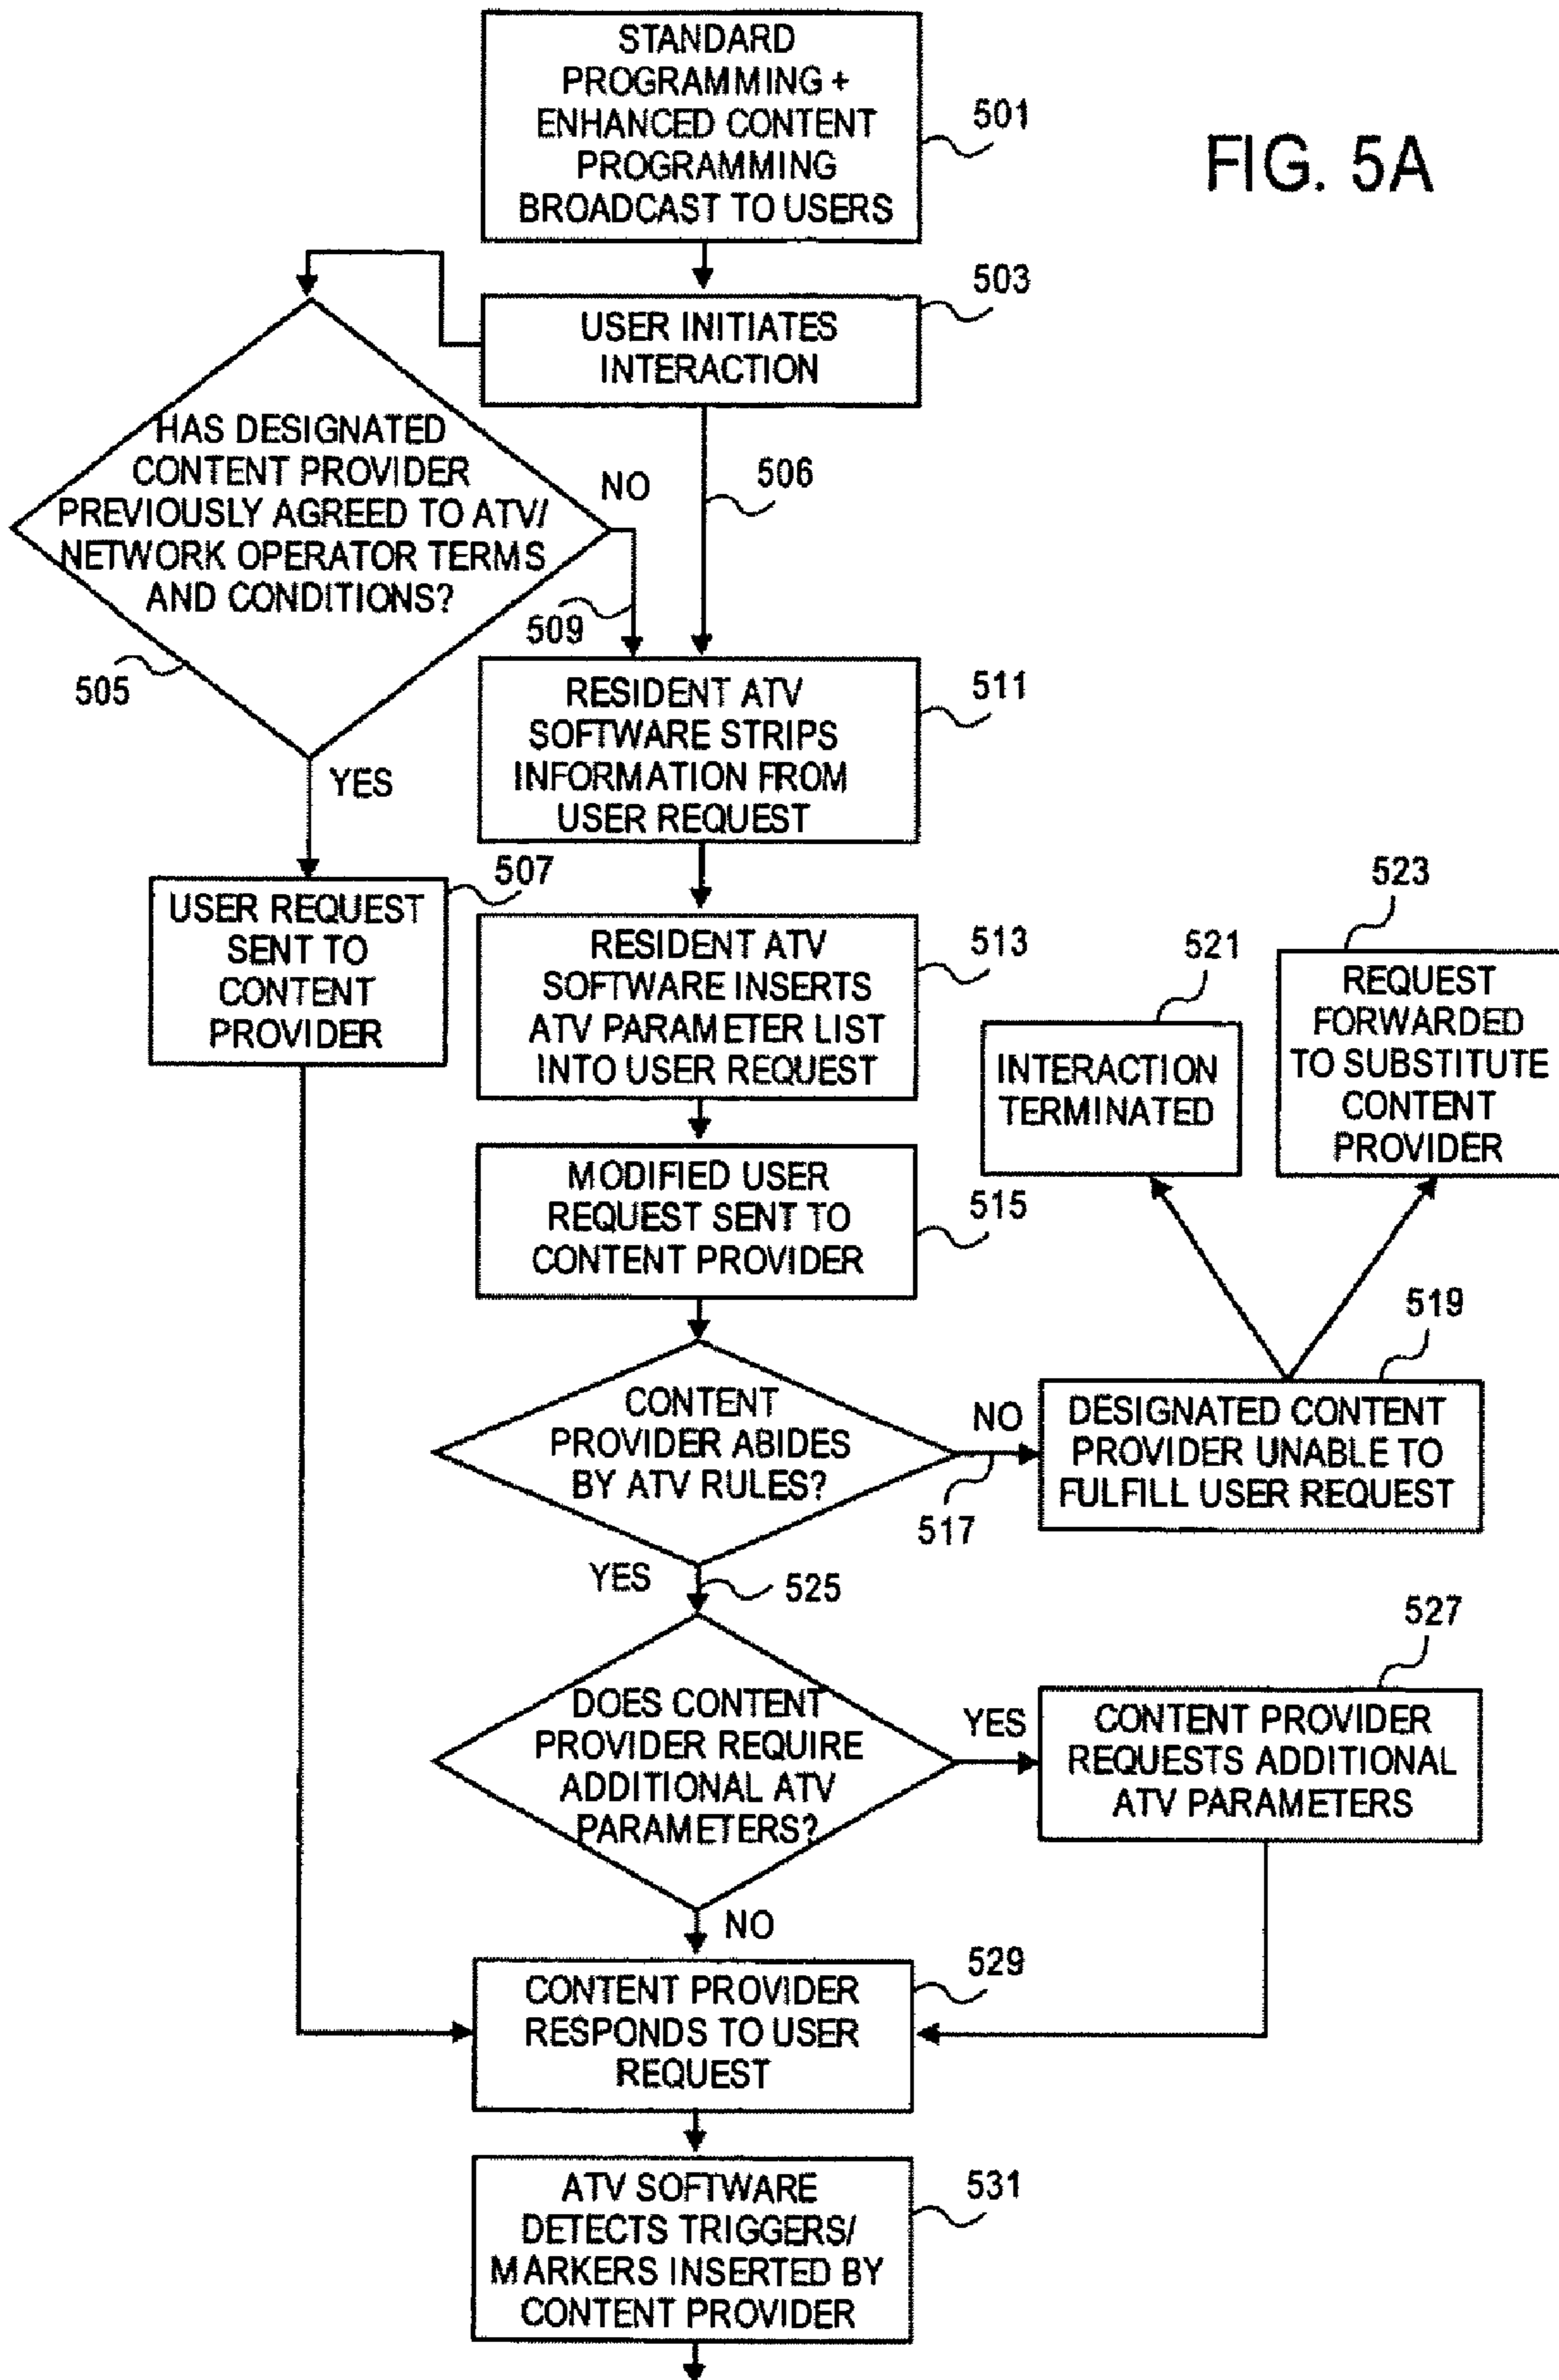 STANDARD
PROGRAMMING +
ENHANCED CONTENT
PROGRAMMING
BROADCAST TO USERS
501
FIG. 5A
503
USER INITIATES
INTERACTION
HAS DESIGNATED
CONTENT PROVIDER
PREVIOUSLY AGREED TO ATV/
NETWORK OPERATOR TERMS
AND CONDITIONS?
NO
506
509
505
YES
RESIDENT ATV
SOFTWARE STRIPS
INFORMATION FROM
USER REQUEST
511
507
USER REQUEST
SENT TO
CONTENT
PROVIDER
RESIDENT ATV
SOFTWARE INSERTS
ATV PARAMETER LIST
INTO USER REQUEST
513
521
INTERACTION
TERMINATED
523
REQUEST
FORWARDED
TO SUBSTITUTE
CONTENT
PROVIDER
MODIFIED USER
REQUEST SENT TO
CONTENT PROVIDER
515
CONTENT
PROVIDER ABIDES
BY ATV RULES?
NO
517
519
DESIGNATED CONTENT
PROVIDER UNABLE TO
FULFILL USER REQUEST
YES
525
DOES CONTENT
PROVIDER REQUIRE
ADDITIONAL ATV
PARAMETERS?
YES
527
CONTENT PROVIDER
REQUESTS ADDITIONAL
ATV PARAMETERS
NO
529
CONTENT PROVIDER
RESPONDS TO USER
REQUEST
ATV SOFTWARE
DETECTS TRIGGERS/
MARKERS INSERTED BY
CONTENT PROVIDER
531